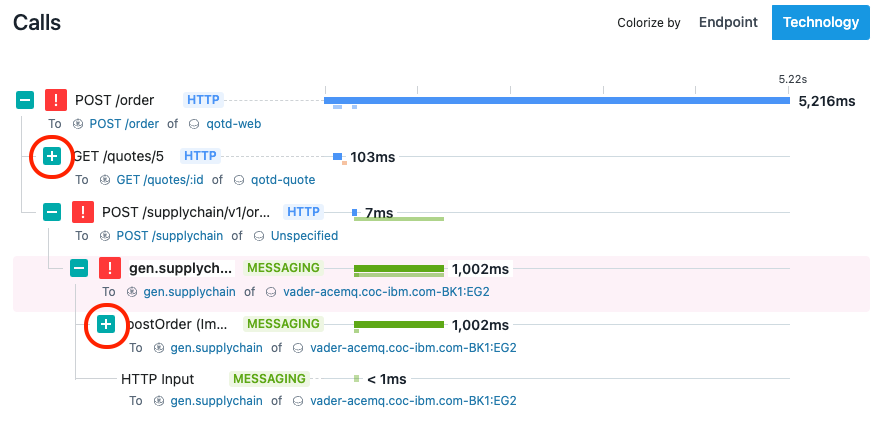 Calls
Colorize by Endpoint Technology
5.22s
POST /order HTTP 5,216ms
To POST /order of qotd-web
GET /quotes/5 HTTP 103ms
To GET /quotes/:id of qotd-quote
POST /supplychain/v1/or... HTTP 7ms
To POST /supplychain of Unspecified
gen.supplych... MESSAGING 1,002ms
To gen.supplychain of vader-acemq.coc-ibm.com-BK1:EG2
postOrder (Im... MESSAGING 1,002ms
To gen.supplychain of vader-acemq.coc-ibm.com-BK1:EG2
HTTP Input MESSAGING < 1ms
To gen.supplychain of vader-acemq.coc-ibm.com-BK1:EG2